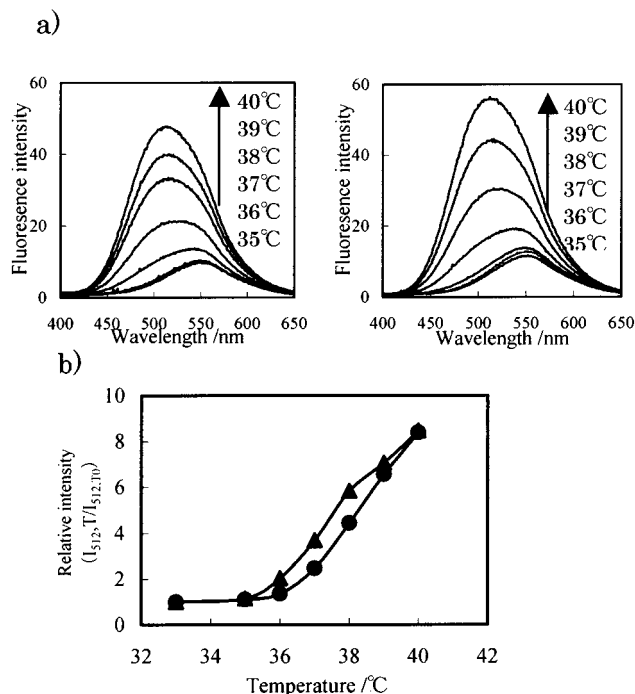 a)
60
40
20
0
Fluoresence intensity
40℃
39℃
38℃
37℃
36℃
35℃
400 450 500 550 600 650
Wavelength /nm
60
40
20
0
Fluoresence intensity
40℃
39℃
38℃
37℃
36℃
35℃
400 450 500 550 600 650
Wavelength /nm
b)
10
8
6
4
2
0
Relative intensity
(I512,T/I512,T0)
32 34 36 38 40 42
Temperature /℃